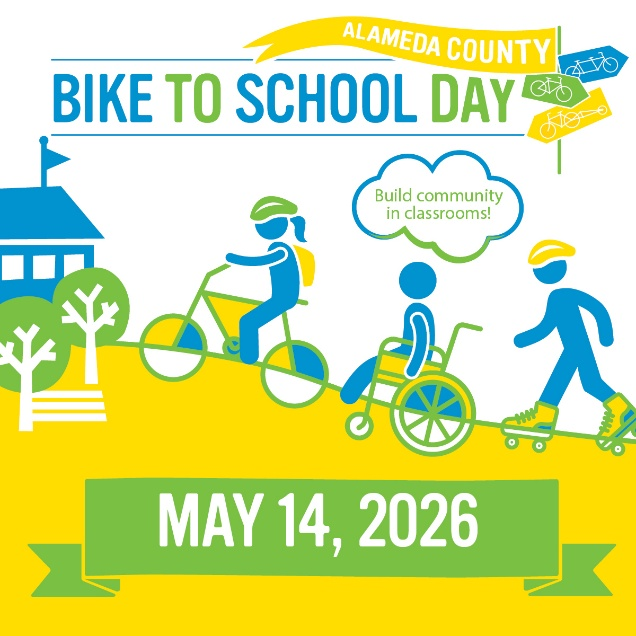 ALAMEDA COUNTY
BIKE TO SCHOOL DAY
Build community
in classrooms!
MAY 14, 2026